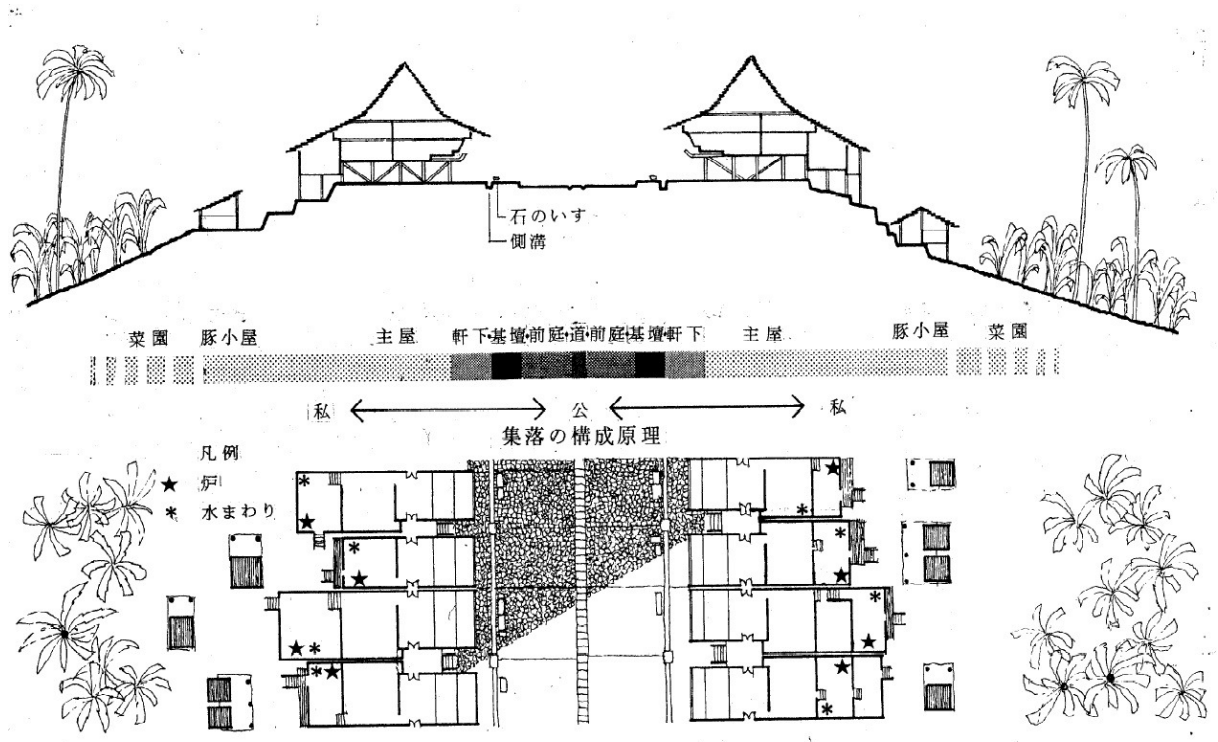 石のいす
側溝
菜園 豚小屋 主屋 軒下・基壇・前庭・道・前庭・基壇・軒下 主屋 豚小屋 菜園
私 公 私
集落の構成原理
凡例
★ 炉
* 水まわり